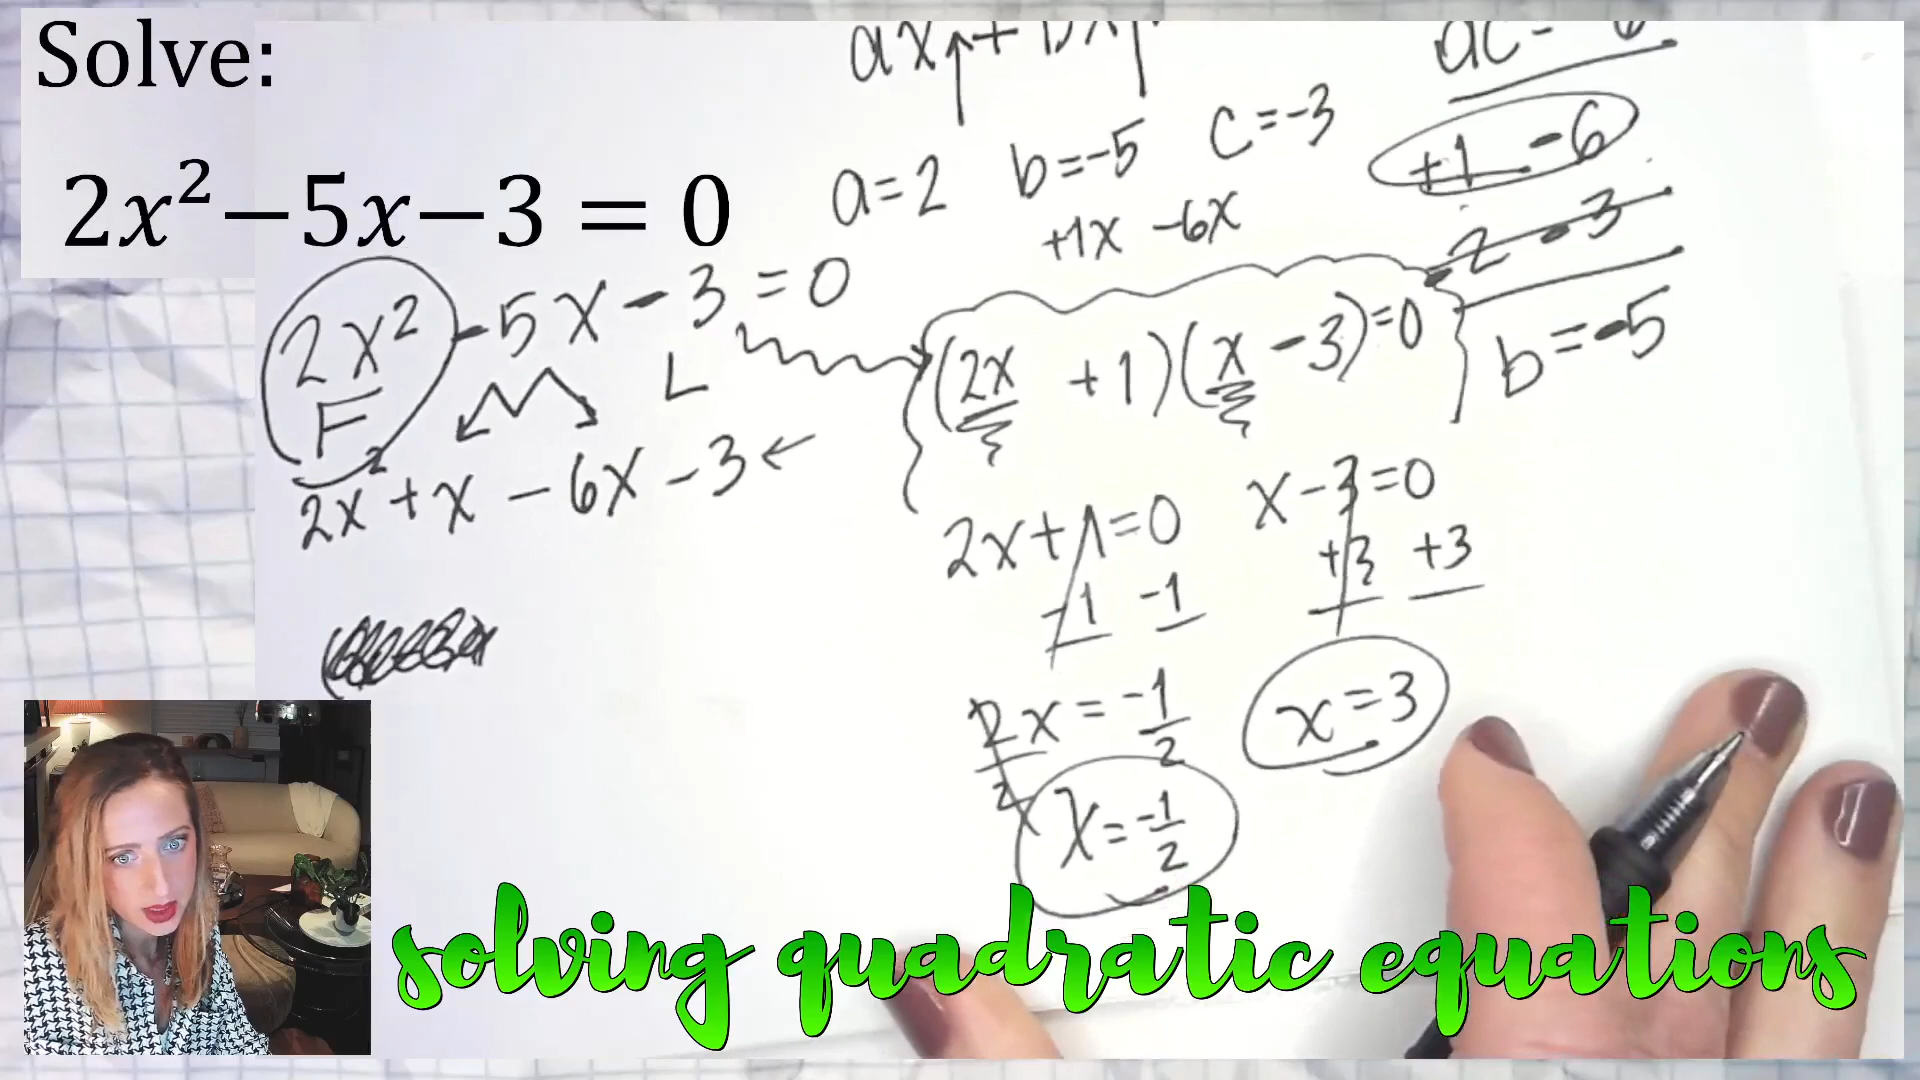 Solve:
2x² − 5x − 3 = 0
a=2 b=-5 c=-3
+1x -6x
+1 -6
-2 -3
b=-5
2x² - 5x - 3 = 0
F L
(2x +1)(x -3)=0
2x² + x - 6x - 3 ←
2x+1=0 x-3=0
-1 -1 +3 +3
2x = -1
2 2
x = -1/2
x=3
solving quadratic equations